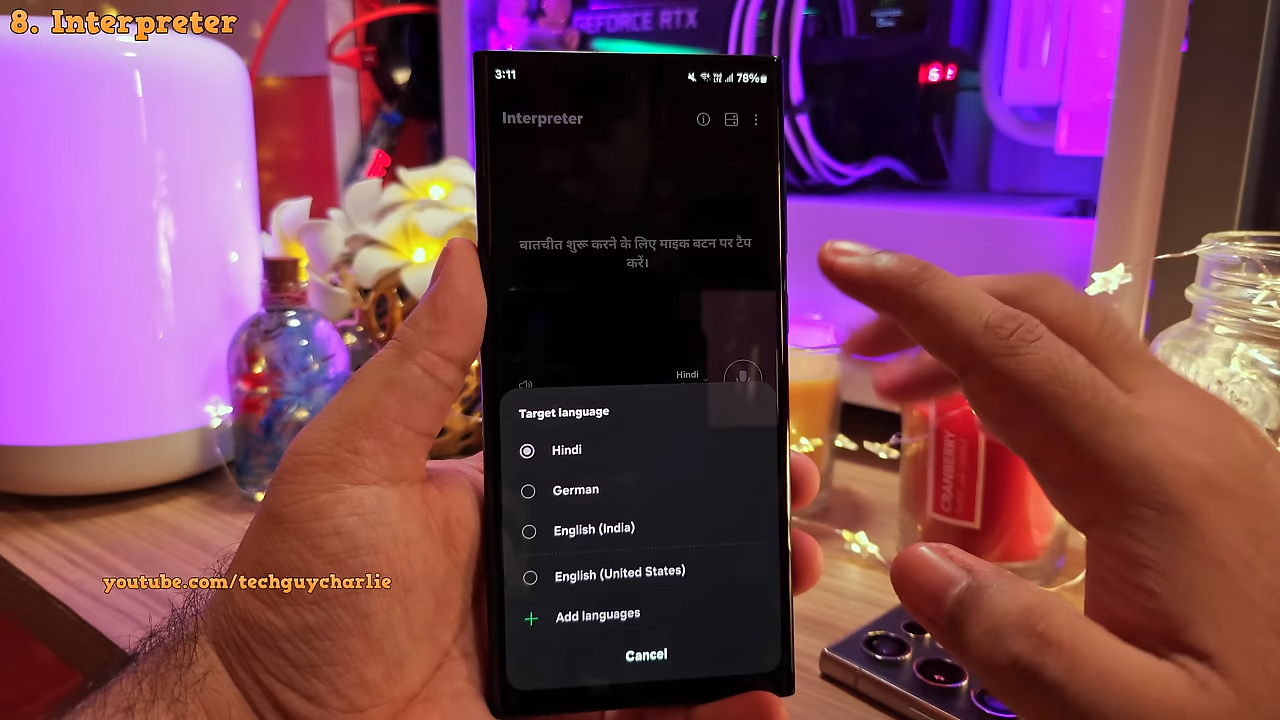 8. Interpreter
GEFORCE RTX
3:11
78%
Interpreter
बातचीत शुरू करने के लिए माइक बटन पर टैप
करें।
Hindi
Target language
Hindi
German
English (India)
English (United States)
Add languages
Cancel
CRANBERRY
youtube.com/techguycharlie